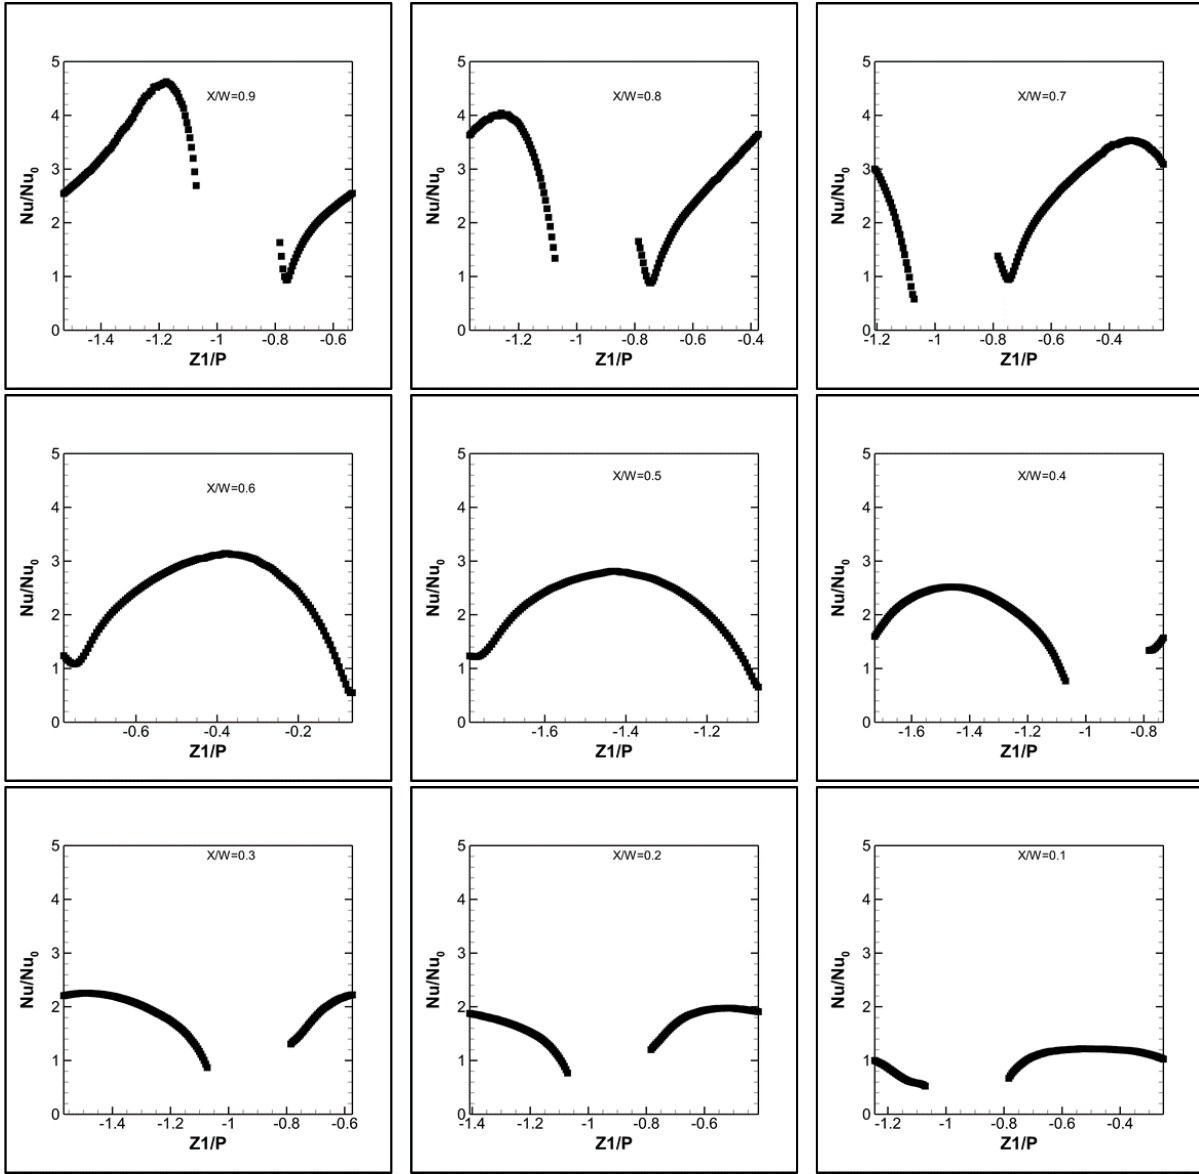 5
4
3
2
1
0
Nu/Nu0
X/W=0.9
-1.4 -1.2 -1 -0.8 -0.6
Z1/P
5
4
3
2
1
0
Nu/Nu0
X/W=0.8
-1.2 -1 -0.8 -0.6 -0.4
Z1/P
5
4
3
2
1
0
Nu/Nu0
X/W=0.7
-1.2 -1 -0.8 -0.6 -0.4
Z1/P
5
4
3
2
1
0
Nu/Nu0
X/W=0.6
-0.6 -0.4 -0.2
Z1/P
5
4
3
2
1
0
Nu/Nu0
X/W=0.5
-1.6 -1.4 -1.2
Z1/P
5
4
3
2
1
0
Nu/Nu0
X/W=0.4
-1.6 -1.4 -1.2 -1 -0.8
Z1/P
5
4
3
2
1
0
Nu/Nu0
X/W=0.3
-1.4 -1.2 -1 -0.8 -0.6
Z1/P
5
4
3
2
1
0
Nu/Nu0
X/W=0.2
-1.4 -1.2 -1 -0.8 -0.6
Z1/P
5
4
3
2
1
0
Nu/Nu0
X/W=0.1
-1.2 -1 -0.8 -0.6 -0.4
Z1/P